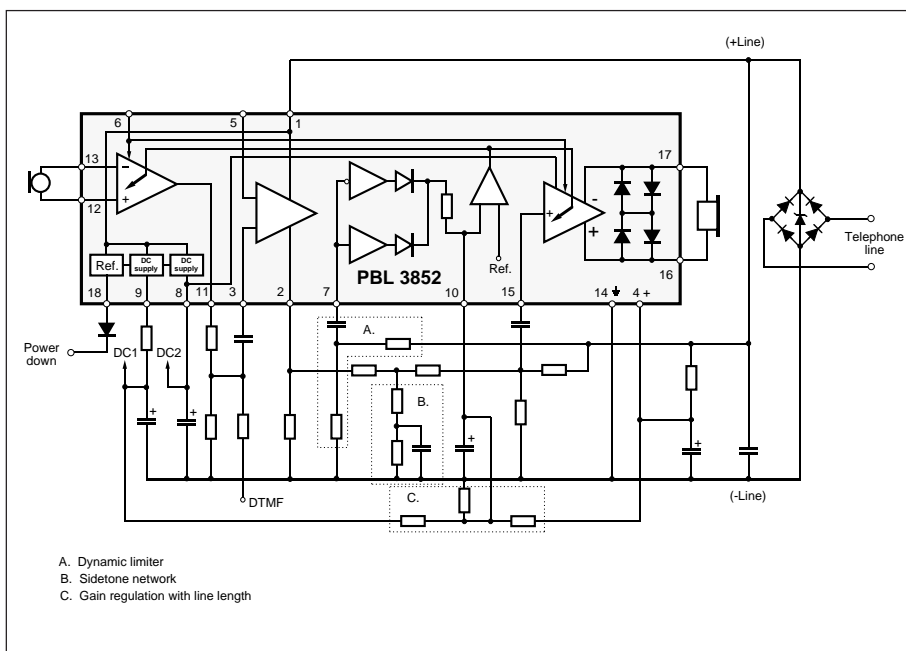 (+Line)
6
5
1
13
17
-
+
12
-
+
+
Ref.
DC
supply
DC
supply
PBL 3852
Ref.
16
Telephone
line
18
9
8
11
3
2
7
10
15
14
4 +
Power
down
DC1
DC2
A.
B.
+
+
+
+
DTMF
(-Line)
C.
A. Dynamic limiter
B. Sidetone network
C. Gain regulation with line length